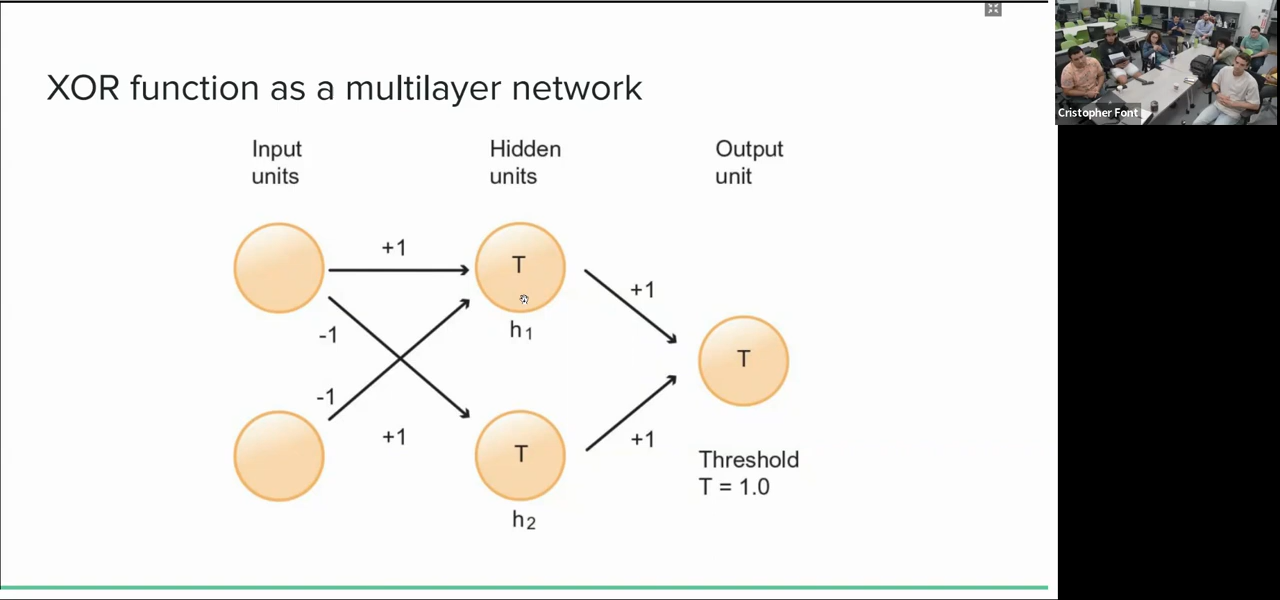 XOR function as a multilayer network
Input
units
Hidden
units
Output
unit
+1
-1
-1
+1
T
h1
T
h2
+1
+1
T
Threshold
T = 1.0
Cristopher Font